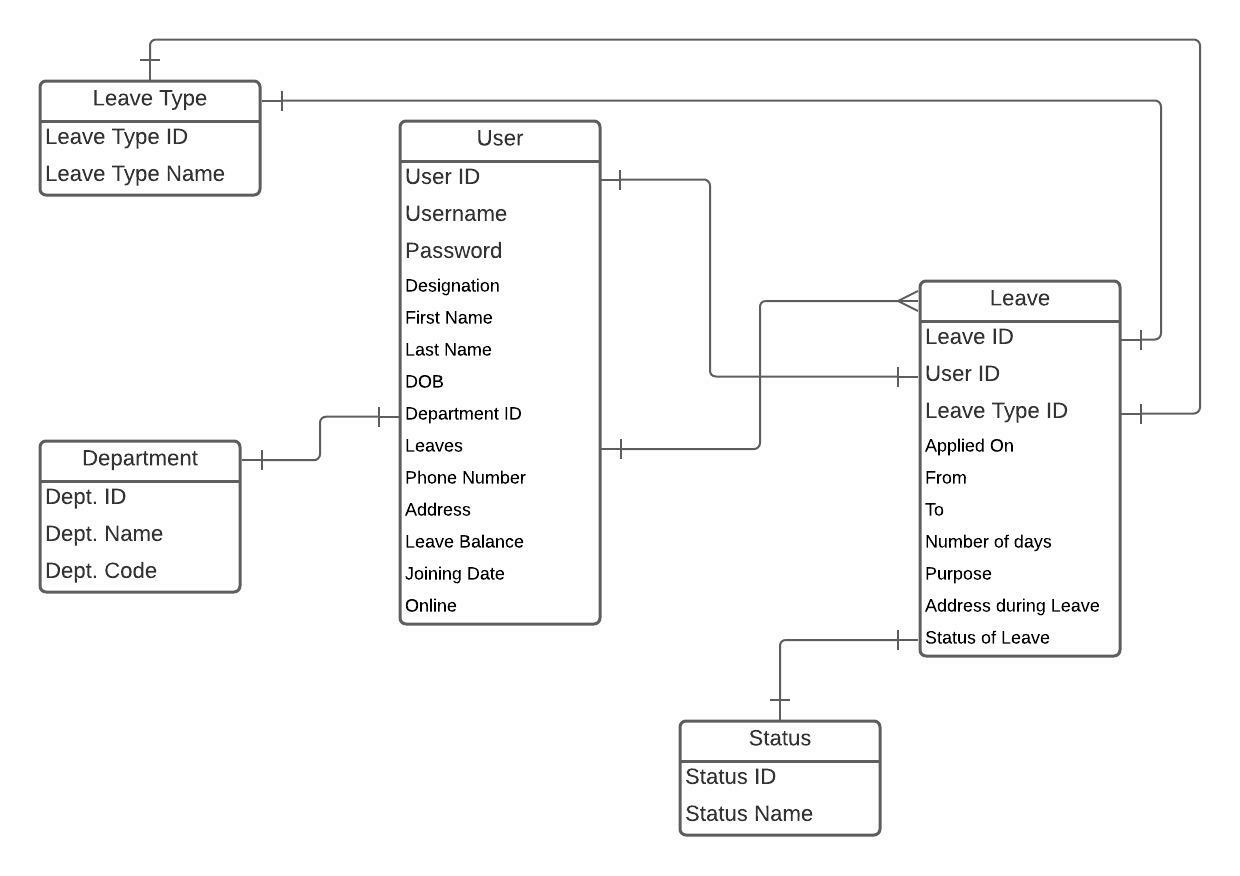 Leave Type
Leave Type ID
Leave Type Name
User
User ID
Username
Password
Designation
First Name
Last Name
DOB
Department ID
Leaves
Phone Number
Address
Leave Balance
Joining Date
Online
Department
Dept. ID
Dept. Name
Dept. Code
Leave
Leave ID
User ID
Leave Type ID
Applied On
From
To
Number of days
Purpose
Address during Leave
Status of Leave
Status
Status ID
Status Name